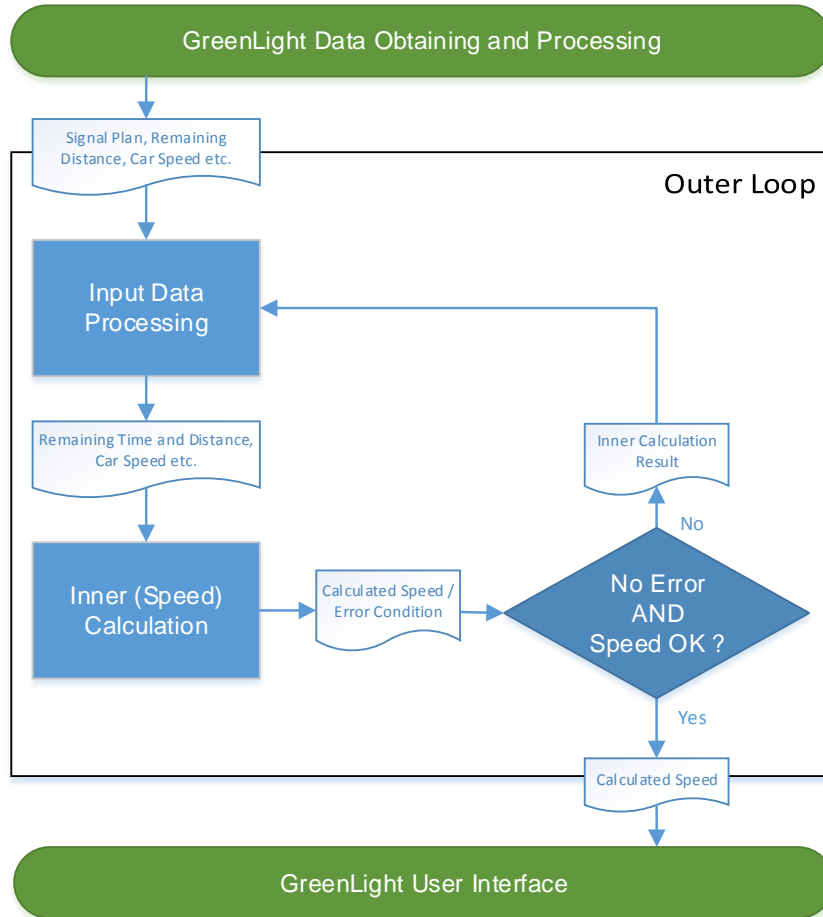 GreenLight Data Obtaining and Processing
Signal Plan, Remaining
Distance, Car Speed etc.
Outer Loop
Input Data
Processing
Remaining Time and Distance,
Car Speed etc.
Inner Calculation
Result
No
Inner (Speed)
Calculation
Calculated Speed /
Error Condition
No Error
AND
Speed OK ?
Yes
Calculated Speed
GreenLight User Interface